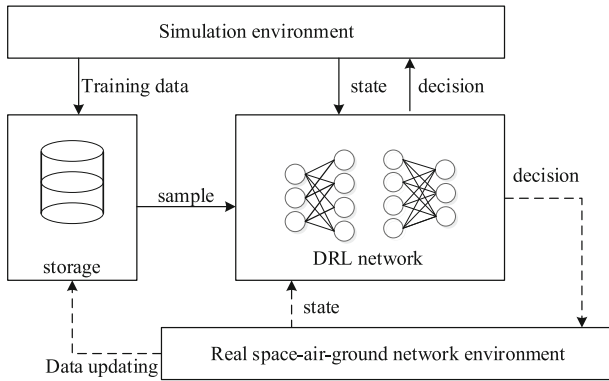 Simulation environment
Training data
state
decision
sample
decision
storage
DRL network
state
Data updating
Real space-air-ground network environment